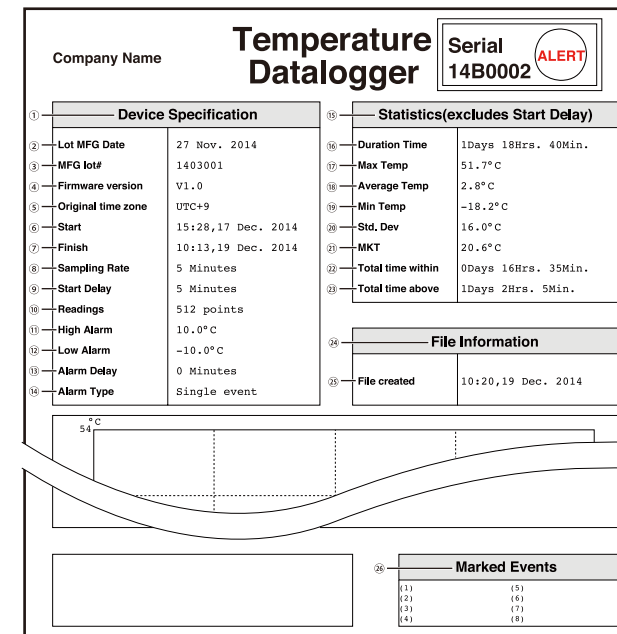 Company Name
Temperature
Datalogger
Serial
14B0002
ALERT
① Device Specification
② Lot MFG Date 27 Nov. 2014
③ MFG lot# 1403001
④ Firmware version V1.0
⑤ Original time zone UTC+9
⑥ Start 15:28,17 Dec. 2014
⑦ Finish 10:13,19 Dec. 2014
⑧ Sampling Rate 5 Minutes
⑨ Start Delay 5 Minutes
⑩ Readings 512 points
⑪ High Alarm 10.0°C
⑫ Low Alarm -10.0°C
⑬ Alarm Delay 0 Minutes
⑭ Alarm Type Single event
⑮ Statistics(excludes Start Delay)
⑯ Duration Time 1Days 18Hrs. 40Min.
⑰ Max Temp 51.7°C
⑱ Average Temp 2.8°C
⑲ Min Temp -18.2°C
⑳ Std. Dev 16.0°C
㉑ MKT 20.6°C
㉒ Total time within 0Days 16Hrs. 35Min.
㉓ Total time above 1Days 2Hrs. 5Min.
㉔ File Information
㉕ File created 10:20,19 Dec. 2014
°C
54
㉖ Marked Events
(1) (5)
(2) (6)
(3) (7)
(4) (8)